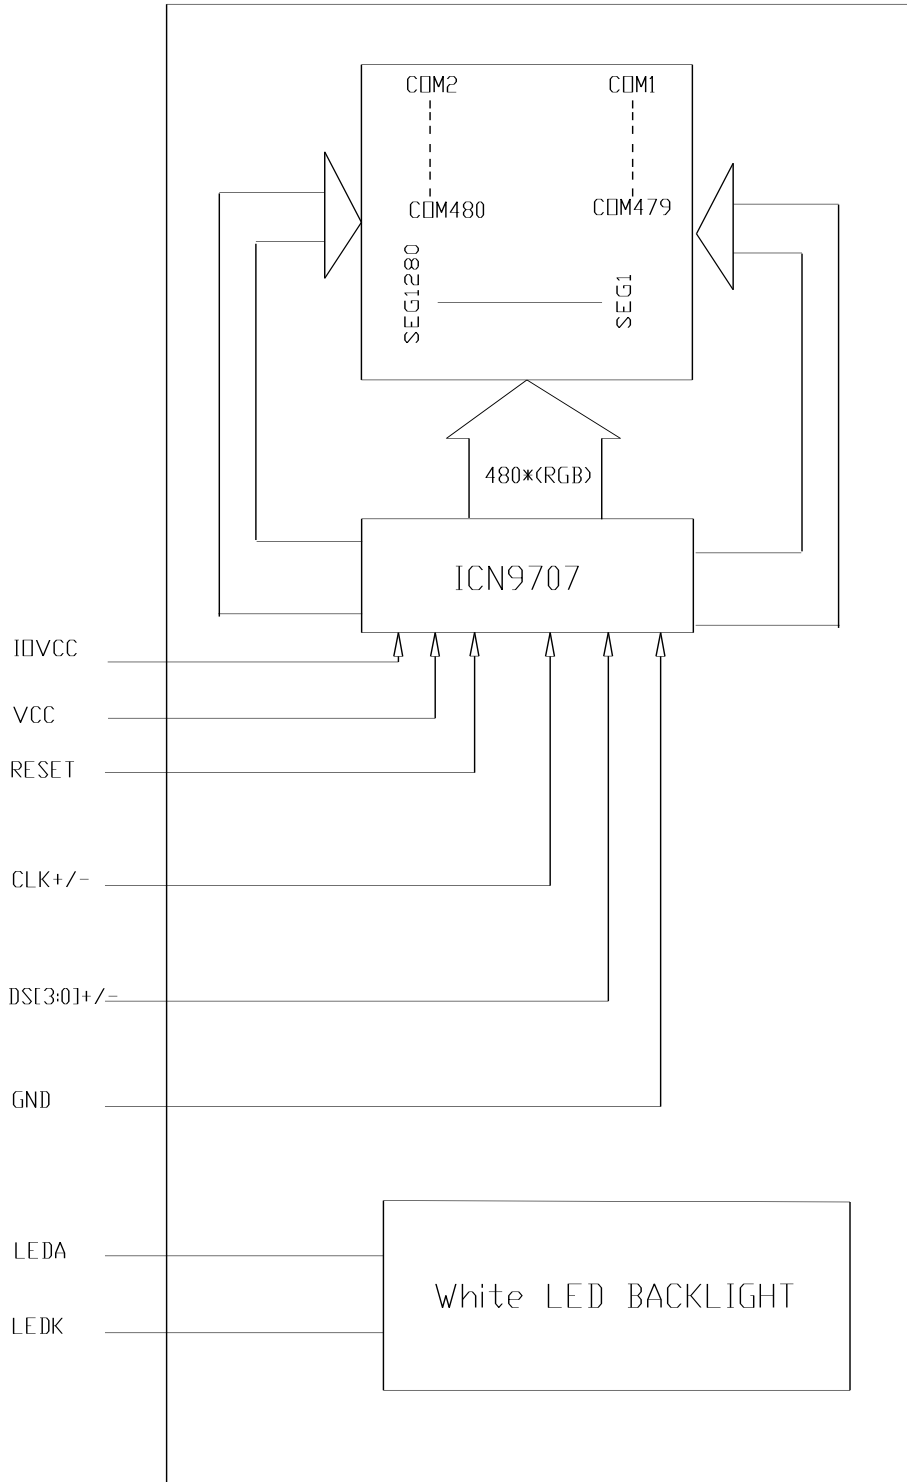 COM2 COM1
COM480 COM479
SEG1280 SEG1
480*(RGB)
ICN9707
IOVCC
VCC
RESET
CLK+/-
DS[3:0]+/-
GND
LEDA
White LED BACKLIGHT
LEDK